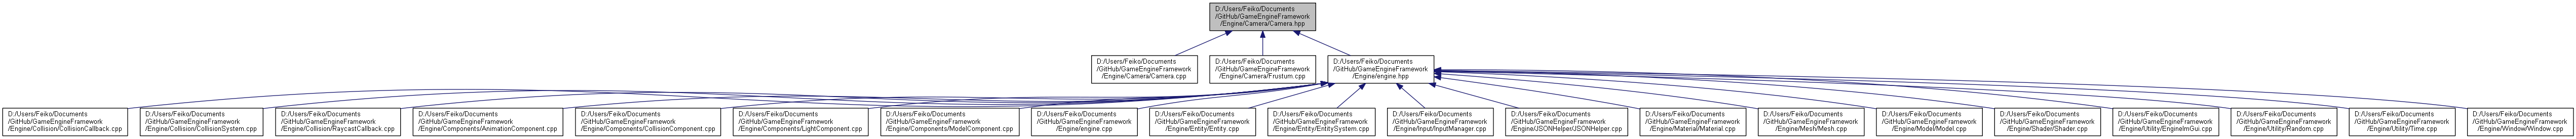 D:/Users/Feiko/Documents
/GitHub/GameEngineFramework
/Engine/Camera/Camera.hpp
D:/Users/Feiko/Documents
/GitHub/GameEngineFramework
/Engine/Camera/Camera.cpp
D:/Users/Feiko/Documents
/GitHub/GameEngineFramework
/Engine/Camera/Frustum.cpp
D:/Users/Feiko/Documents
/GitHub/GameEngineFramework
/Engine/engine.hpp
D:/Users/Feiko/Documents
/GitHub/GameEngineFramework
/Engine/Collision/CollisionCallback.cpp
D:/Users/Feiko/Documents
/GitHub/GameEngineFramework
/Engine/Collision/CollisionSystem.cpp
D:/Users/Feiko/Documents
/GitHub/GameEngineFramework
/Engine/Collision/RaycastCallback.cpp
D:/Users/Feiko/Documents
/GitHub/GameEngineFramework
/Engine/Components/AnimationComponent.cpp
D:/Users/Feiko/Documents
/GitHub/GameEngineFramework
/Engine/Components/CollisionComponent.cpp
D:/Users/Feiko/Documents
/GitHub/GameEngineFramework
/Engine/Components/LightComponent.cpp
D:/Users/Feiko/Documents
/GitHub/GameEngineFramework
/Engine/Components/ModelComponent.cpp
D:/Users/Feiko/Documents
/GitHub/GameEngineFramework
/Engine/engine.cpp
D:/Users/Feiko/Documents
/GitHub/GameEngineFramework
/Engine/Entity/Entity.cpp
D:/Users/Feiko/Documents
/GitHub/GameEngineFramework
/Engine/Entity/EntitySystem.cpp
D:/Users/Feiko/Documents
/GitHub/GameEngineFramework
/Engine/Input/InputManager.cpp
D:/Users/Feiko/Documents
/GitHub/GameEngineFramework
/Engine/JSONHelper/JSONHelper.cpp
D:/Users/Feiko/Documents
/GitHub/GameEngineFramework
/Engine/Material/Material.cpp
D:/Users/Feiko/Documents
/GitHub/GameEngineFramework
/Engine/Mesh/Mesh.cpp
D:/Users/Feiko/Documents
/GitHub/GameEngineFramework
/Engine/Model/Model.cpp
D:/Users/Feiko/Documents
/GitHub/GameEngineFramework
/Engine/Shader/Shader.cpp
D:/Users/Feiko/Documents
/GitHub/GameEngineFramework
/Engine/Utility/EngineImGui.cpp
D:/Users/Feiko/Documents
/GitHub/GameEngineFramework
/Engine/Utility/Random.cpp
D:/Users/Feiko/Documents
/GitHub/GameEngineFramework
/Engine/Utility/Time.cpp
D:/Users/Feiko/Documents
/GitHub/GameEngineFramework
/Engine/Window/Window.cpp